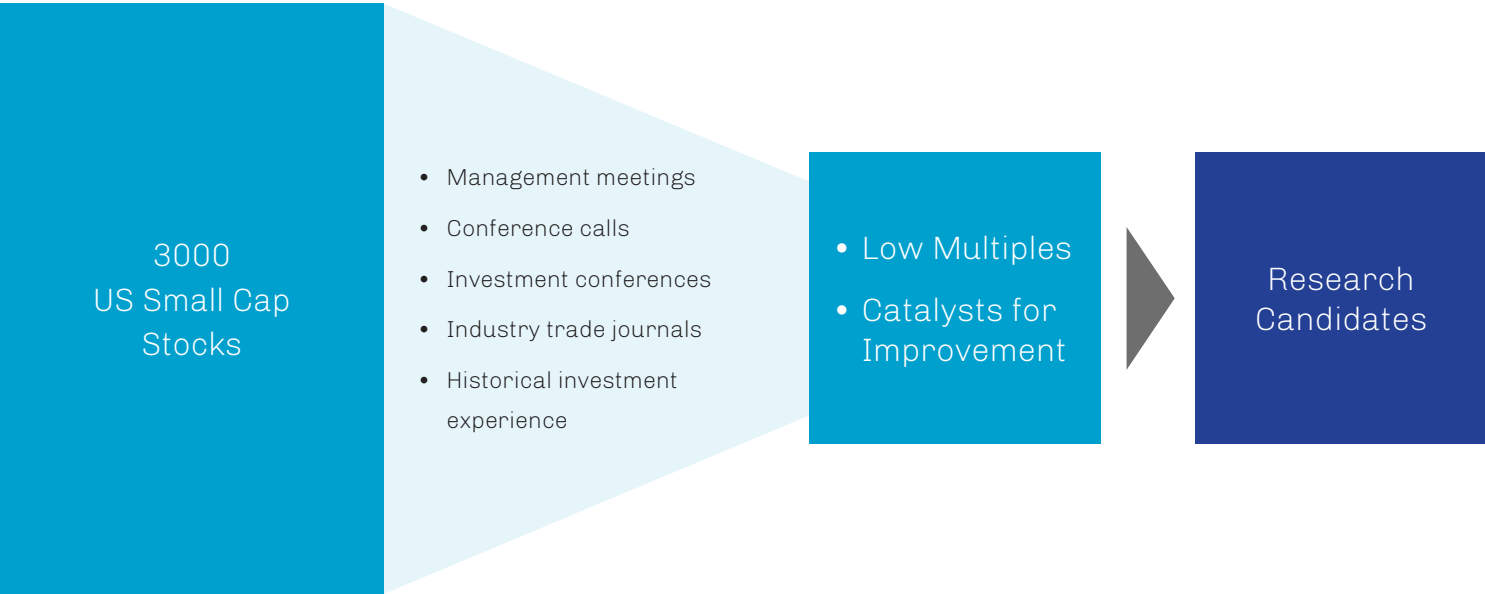 3000
US Small Cap
Stocks
• Management meetings
• Conference calls
• Investment conferences
• Industry trade journals
• Historical investment
experience
• Low Multiples
• Catalysts for
Improvement
Research
Candidates